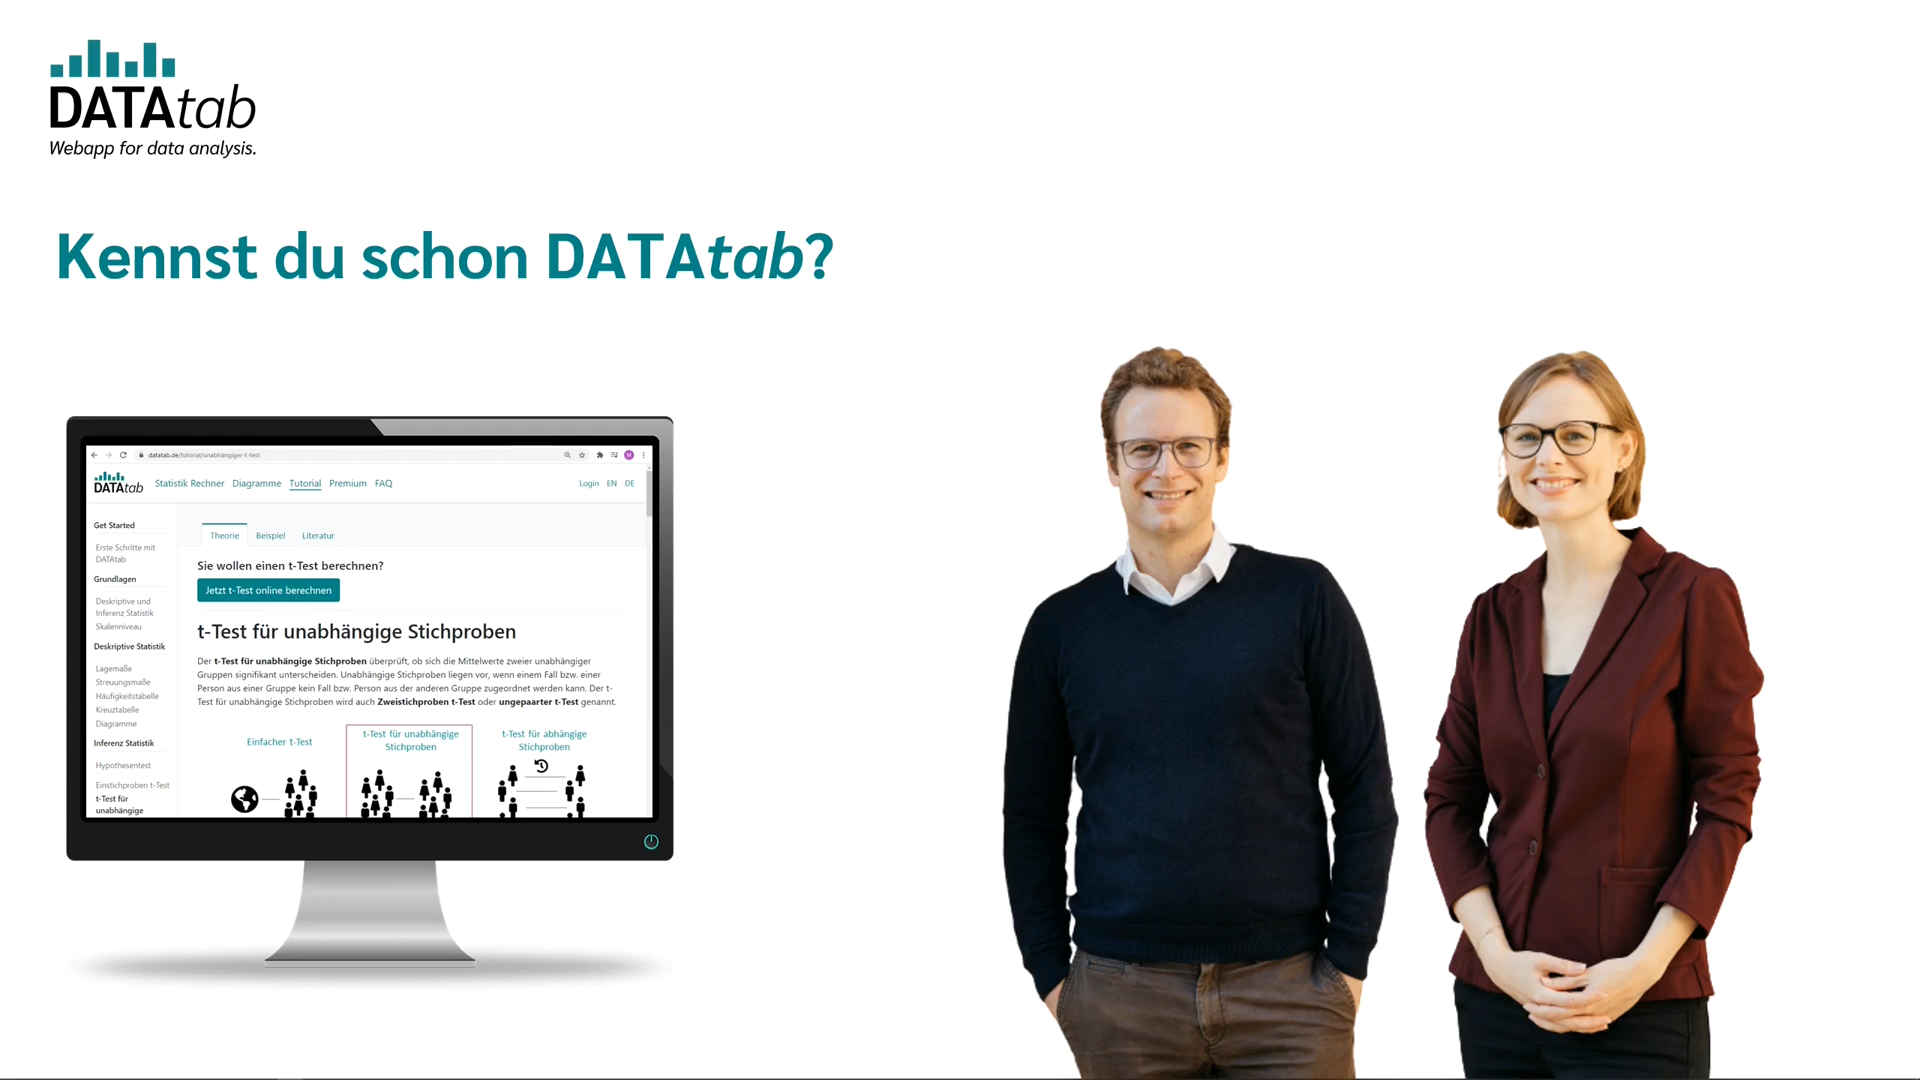 DATAtab
Webapp for data analysis.
Kennst du schon DATAtab?
datatab.de/tutorial/unabhängiger-t-test
M
DATAtab
Statistik Rechner Diagramme Tutorial Premium FAQ
Login EN DE
Get Started
Erste Schritte mit
DATAtab
Grundlagen
Deskriptive und
Inferenz Statistik
Skalenniveau
Deskriptive Statistik
Lagemaße
Streuungsmaße
Häufigkeitstabelle
Kreuztabelle
Diagramme
Inferenz Statistik
Hypothesentest
Einstichproben t-Test
t-Test für
unabhängige
Theorie Beispiel Literatur
Sie wollen einen t-Test berechnen?
Jetzt t-Test online berechnen
t-Test für unabhängige Stichproben
Der t-Test für unabhängige Stichproben überprüft, ob sich die Mittelwerte zweier unabhängiger
Gruppen signifikant unterscheiden. Unabhängige Stichproben liegen vor, wenn einem Fall bzw. einer
Person aus einer Gruppe kein Fall bzw. Person aus der anderen Gruppe zugeordnet werden kann. Der t-
Test für unabhängige Stichproben wird auch Zweistichproben t-Test oder ungepaarter t-Test genannt.
Einfacher t-Test
t-Test für unabhängige
Stichproben
t-Test für abhängige
Stichproben